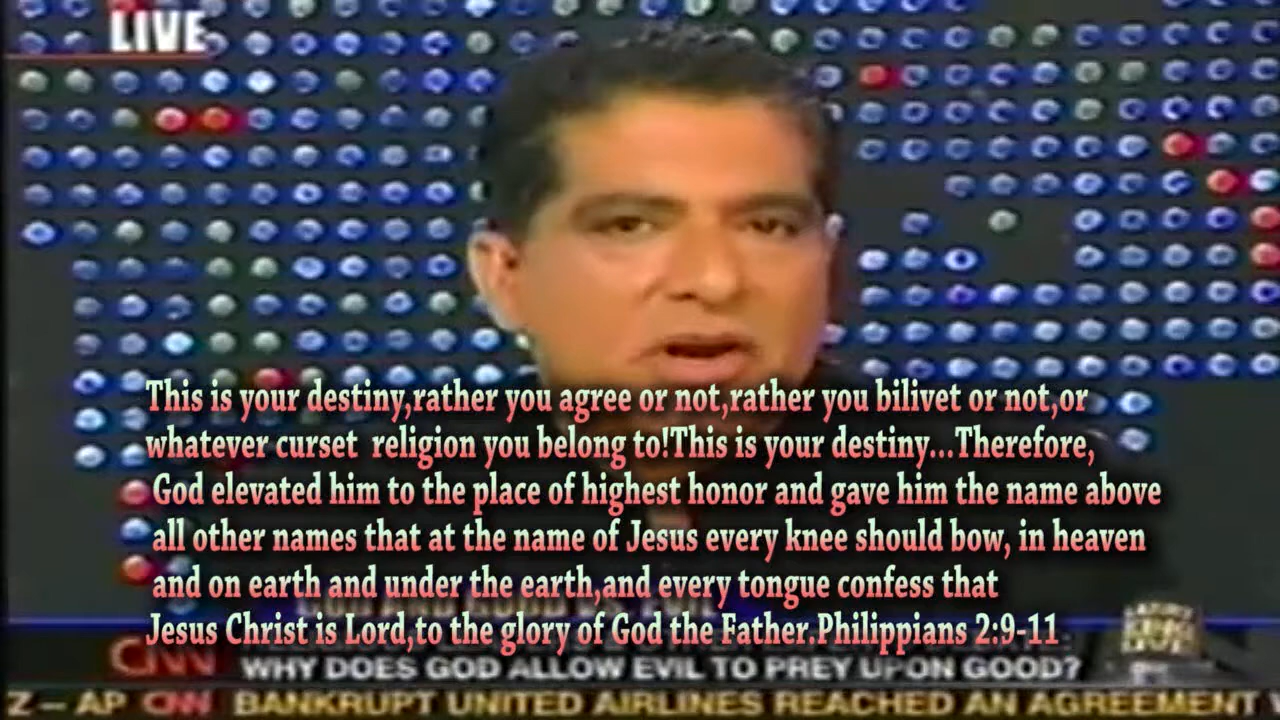 LIVE
This is your destiny,rather you agree or not,rather you bilivet or not,or
whatever curset religion you belong to!This is your destiny...Therefore,
God elevated him to the place of highest honor and gave him the name above
all other names that at the name of Jesus every knee should bow, in heaven
and on earth and under the earth,and every tongue confess that
Jesus Christ is Lord,to the glory of God the Father.Philippians 2:9-11
CNN WHY DOES GOD ALLOW EVIL TO PREY UPON GOOD?
Z – AP CNN BANKRUPT UNITED AIRLINES REACHED AN AGREEMENT